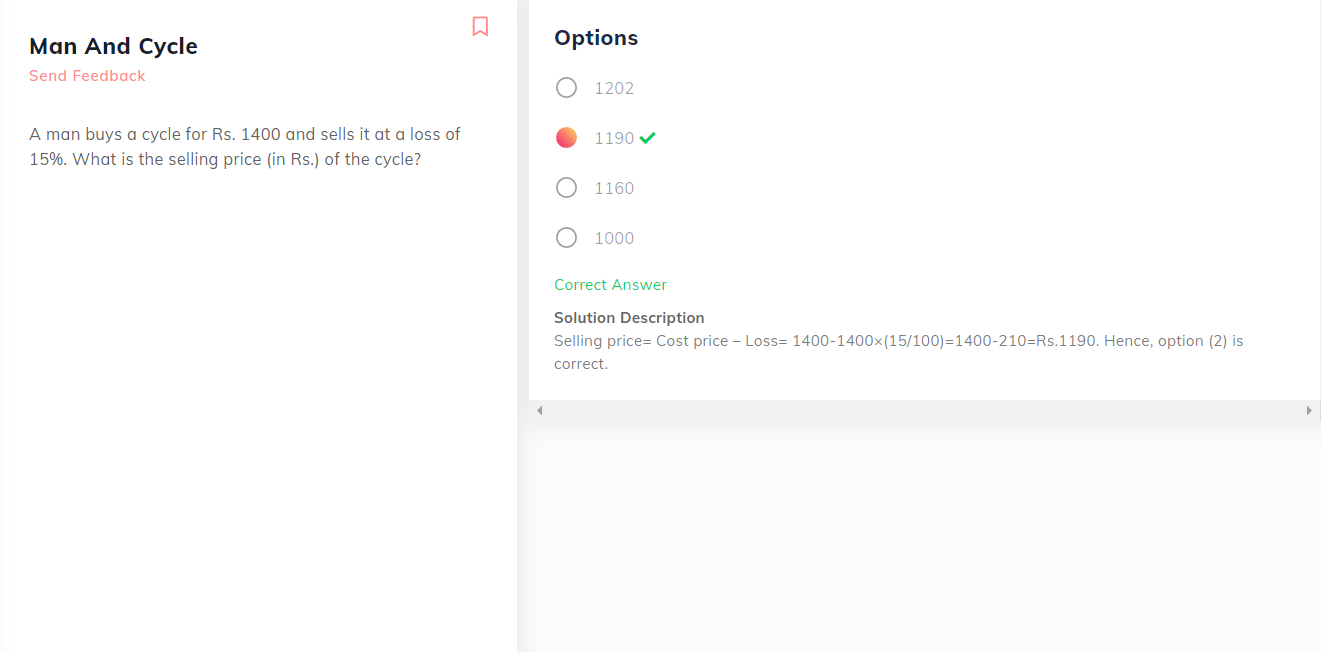 Man And Cycle
Send Feedback
A man buys a cycle for Rs. 1400 and sells it at a loss of
15%. What is the selling price (in Rs.) of the cycle?
Options
1202
1190
1160
1000
Correct Answer
Solution Description
Selling price= Cost price – Loss= 1400-1400×(15/100)=1400-210=Rs.1190. Hence, option (2) is
correct.